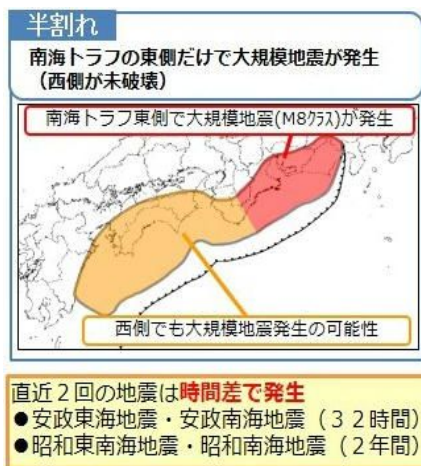 半割れ
南海トラフの東側だけで大規模地震が発生
（西側が未破壊）
南海トラフ東側で大規模地震(M8クラス)が発生
西側でも大規模地震発生の可能性
直近２回の地震は時間差で発生
●安政東海地震・安政南海地震（３２時間）
●昭和東南海地震・昭和南海地震（２年間）